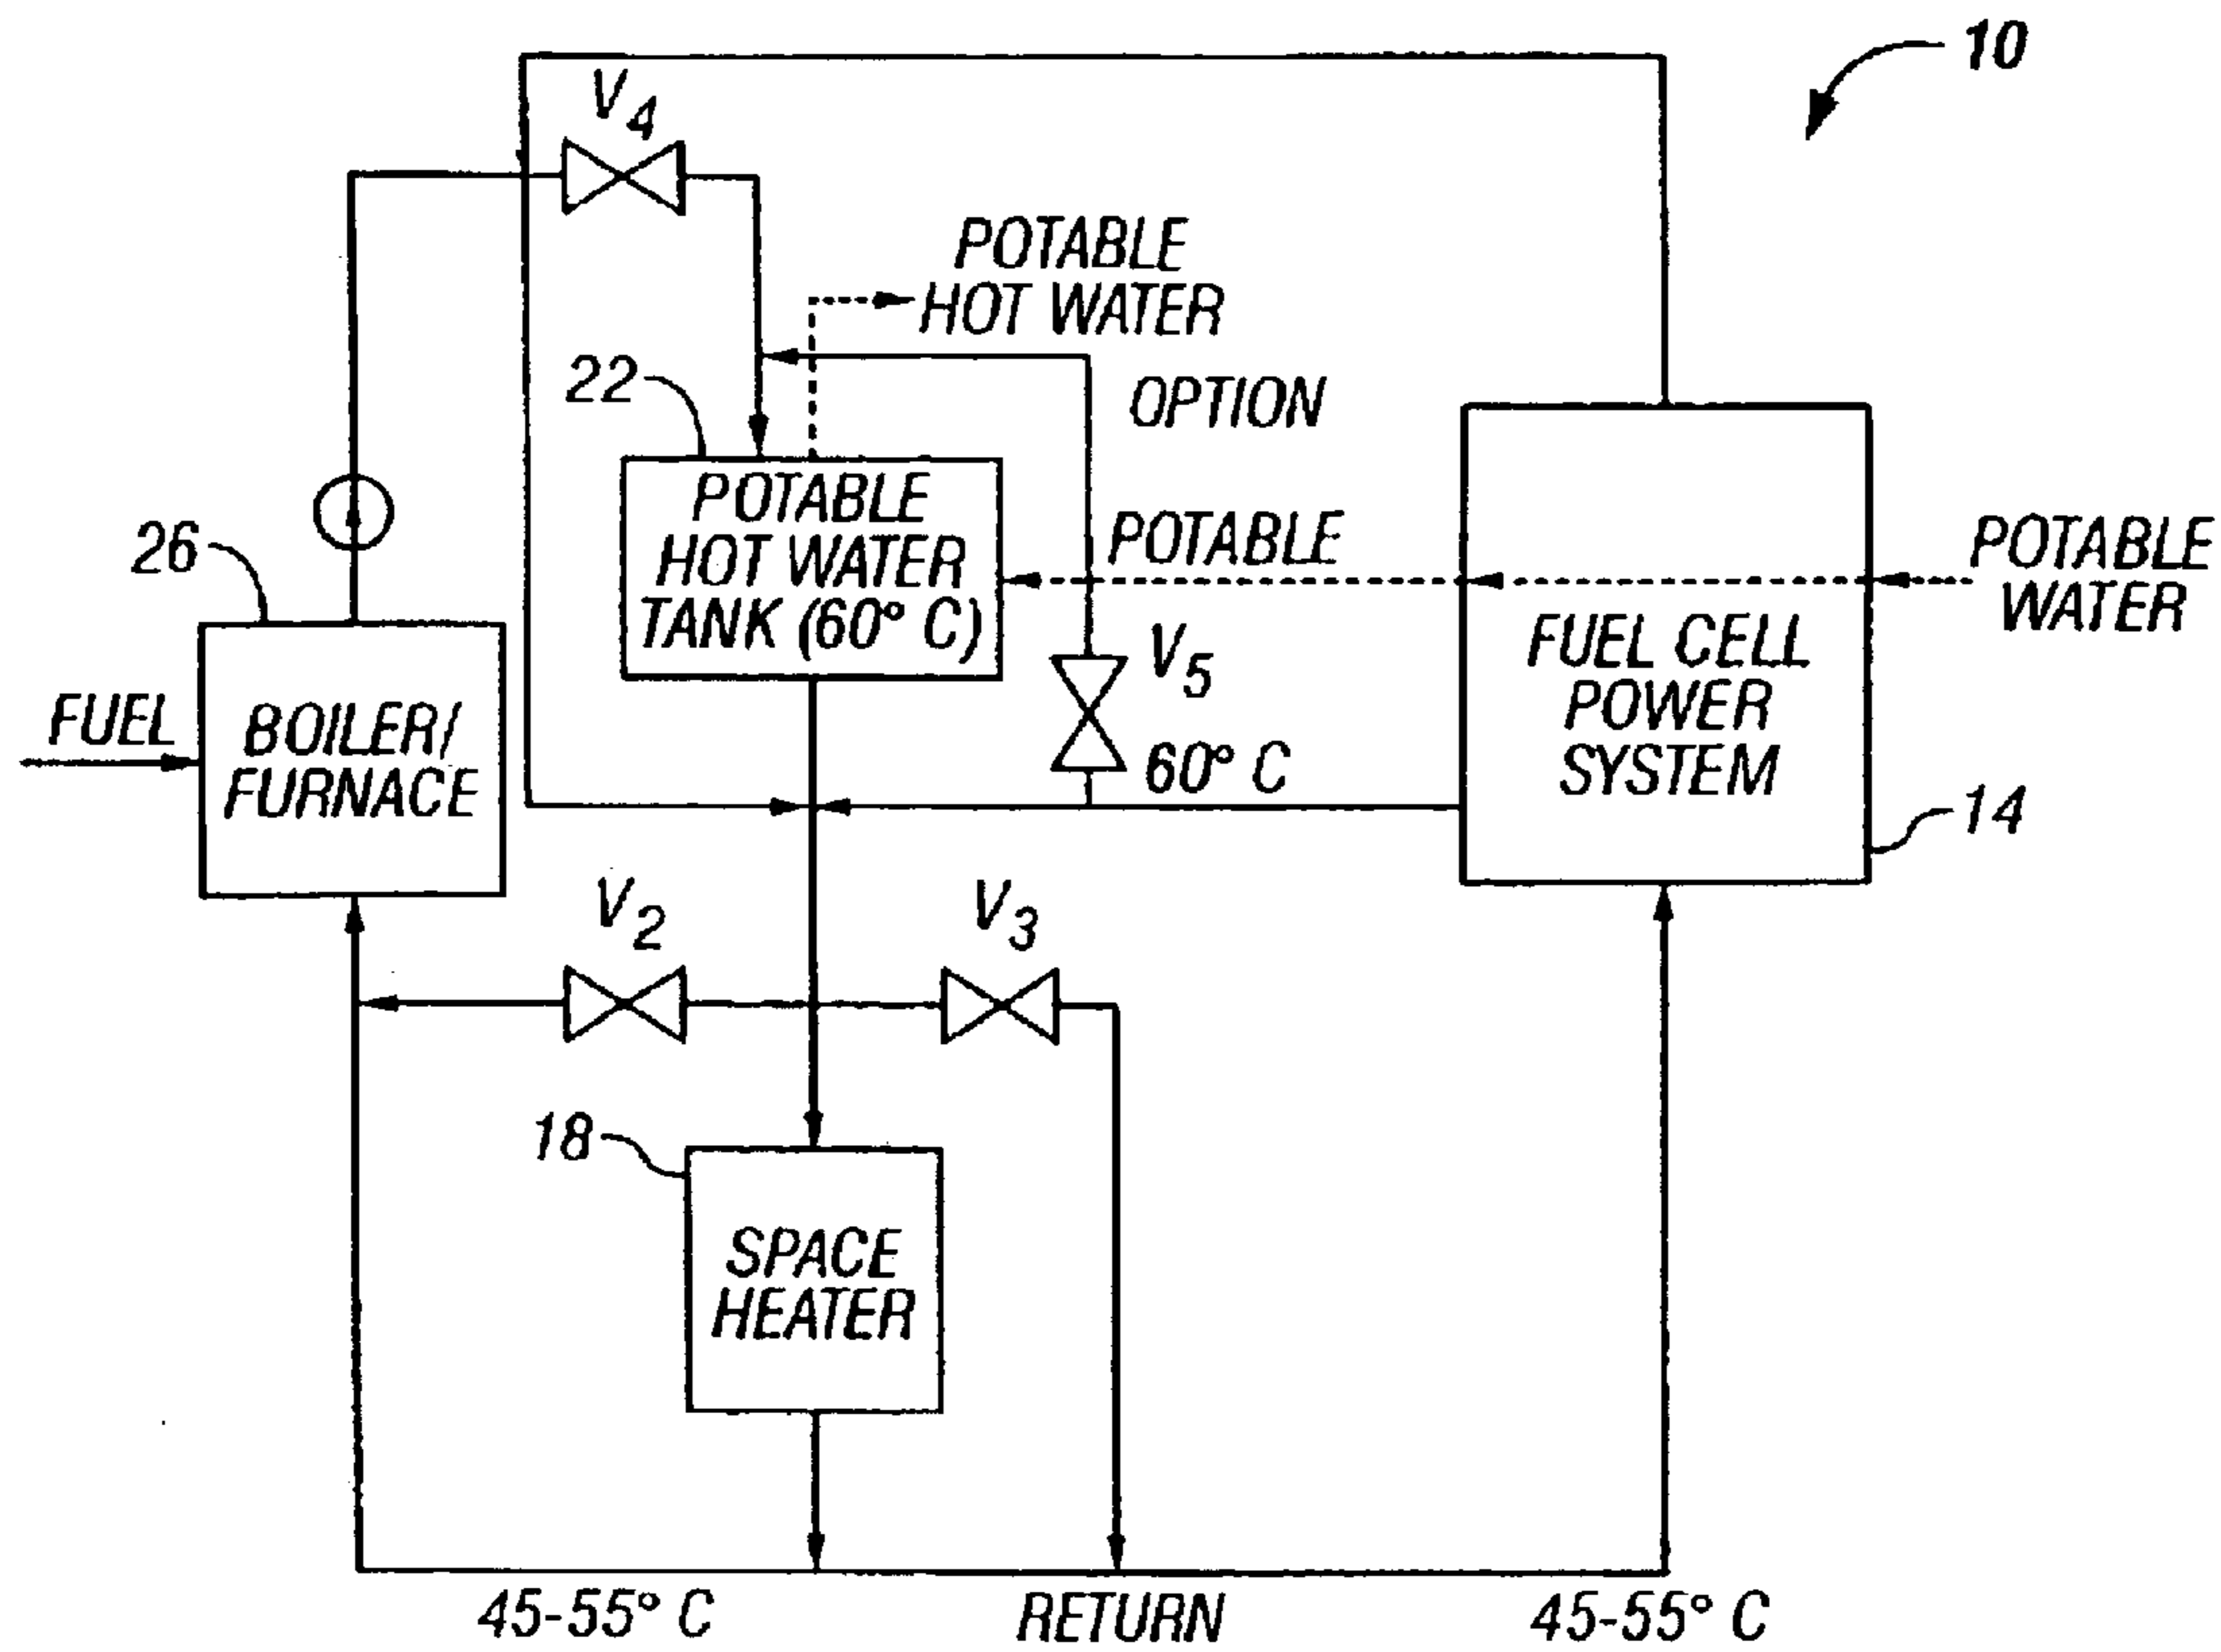 10
V4
POTABLE
HOT WATER
22
OPTION
POTABLE
HOT WATER
TANK (60° C)
POTABLE
POTABLE
WATER
26
V5
FUEL CELL
POWER
SYSTEM
FUEL
BOILER/
FURNACE
60° C
14
V2
V3
18
SPACE
HEATER
45-55° C
RETURN
45-55° C